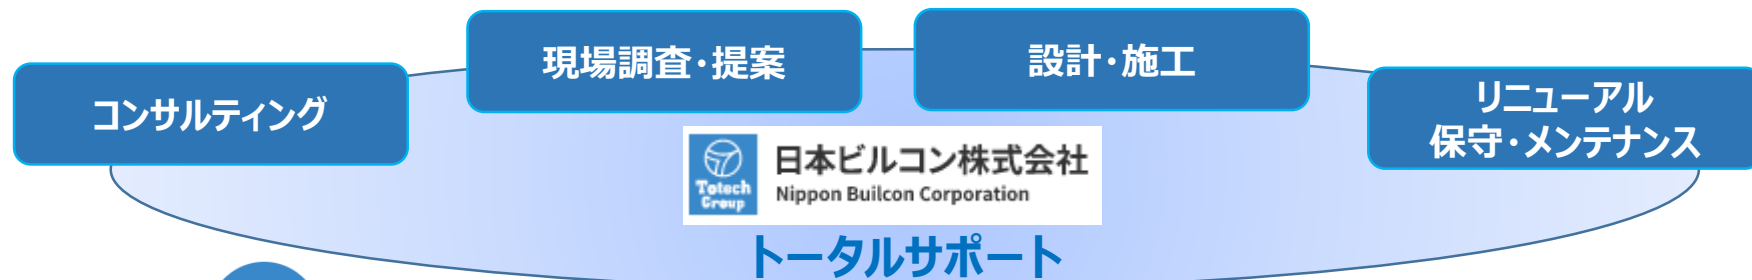 コンサルティング
現場調査・提案
設計・施工
リニューアル
保守・メンテナンス
Totech
Group
日本ビルコン株式会社
Nippon Builcon Corporation
トータルサポート